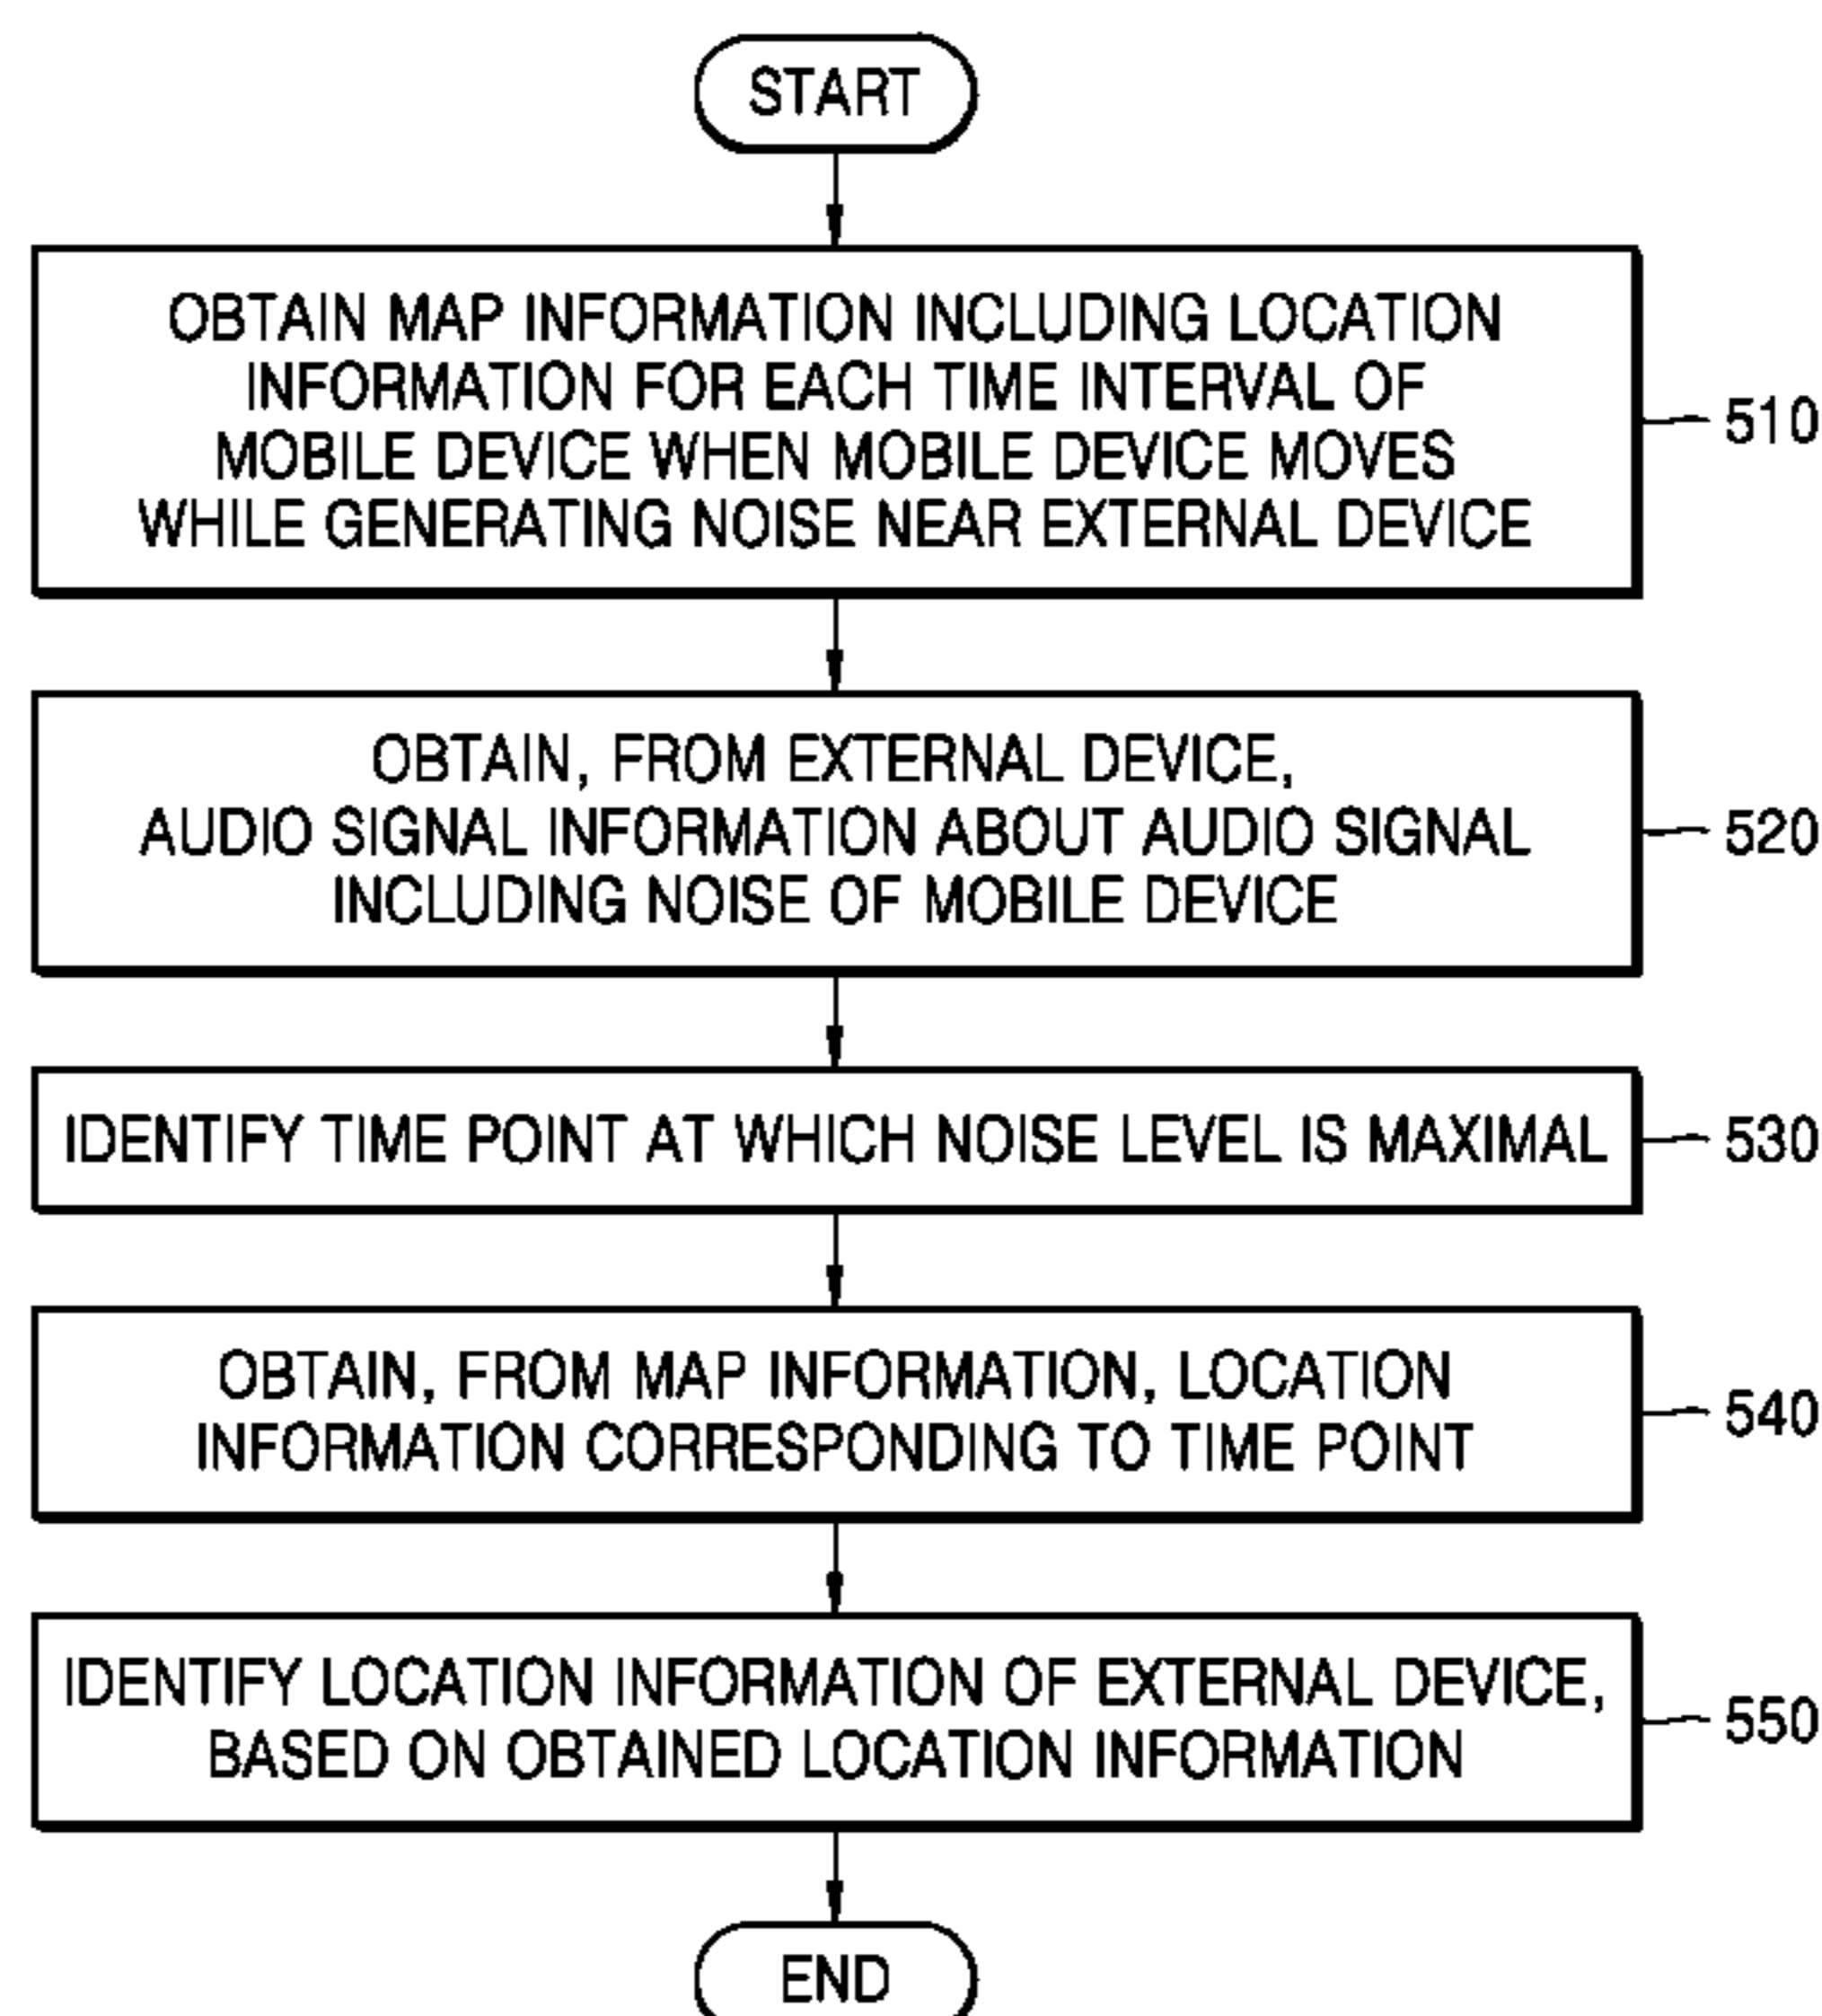 START
OBTAIN MAP INFORMATION INCLUDING LOCATION
INFORMATION FOR EACH TIME INTERVAL OF
MOBILE DEVICE WHEN MOBILE DEVICE MOVES
WHILE GENERATING NOISE NEAR EXTERNAL DEVICE
510
OBTAIN, FROM EXTERNAL DEVICE,
AUDIO SIGNAL INFORMATION ABOUT AUDIO SIGNAL
INCLUDING NOISE OF MOBILE DEVICE
520
IDENTIFY TIME POINT AT WHICH NOISE LEVEL IS MAXIMAL
530
OBTAIN, FROM MAP INFORMATION, LOCATION
INFORMATION CORRESPONDING TO TIME POINT
540
IDENTIFY LOCATION INFORMATION OF EXTERNAL DEVICE,
BASED ON OBTAINED LOCATION INFORMATION
550
END